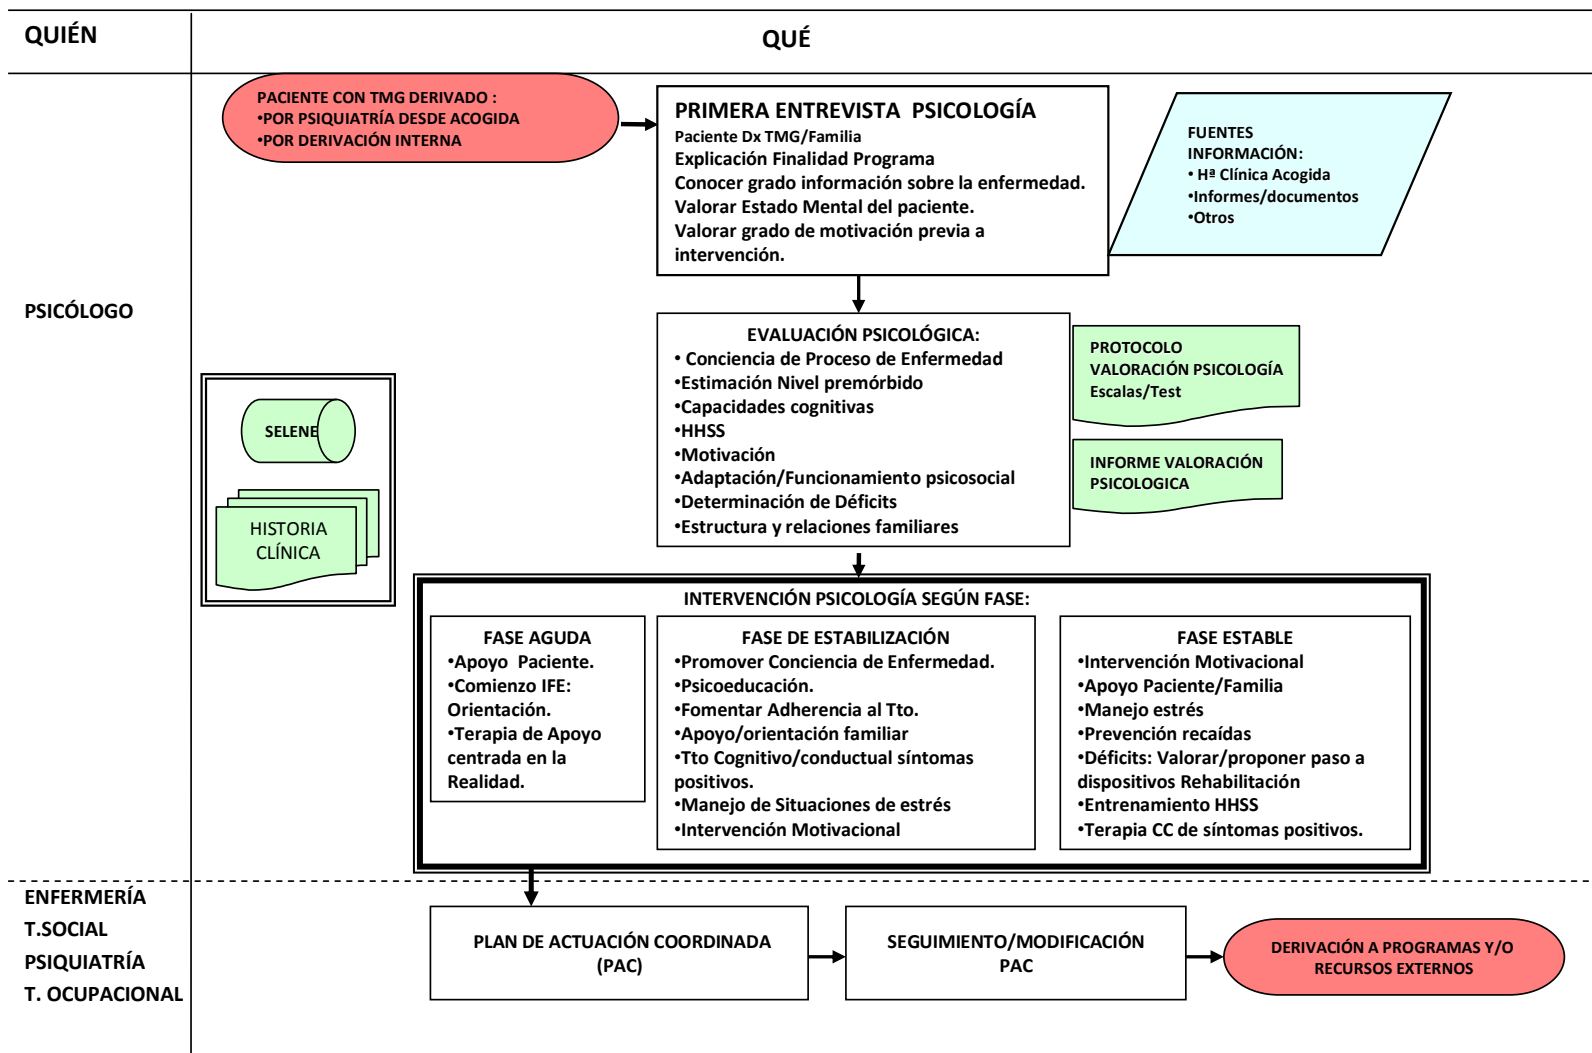 QUIÉN
QUÉ
PACIENTE CON TMG DERIVADO :
•POR PSIQUIATRÍA DESDE ACOGIDA
•POR DERIVACIÓN INTERNA
PRIMERA ENTREVISTA PSICOLOGÍA
Paciente Dx TMG/Familia
Explicación Finalidad Programa
Conocer grado información sobre la enfermedad.
Valorar Estado Mental del paciente.
Valorar grado de motivación previa a
intervención.
FUENTES
INFORMACIÓN:
• Hª Clínica Acogida
•Informes/documentos
•Otros
PSICÓLOGO
EVALUACIÓN PSICOLÓGICA:
• Conciencia de Proceso de Enfermedad
•Estimación Nivel premórbido
•Capacidades cognitivas
•HHSS
•Motivación
•Adaptación/Funcionamiento psicosocial
•Determinación de Déficits
•Estructura y relaciones familiares
PROTOCOLO
VALORACIÓN PSICOLOGÍA
Escalas/Test
INFORME VALORACIÓN
PSICOLOGICA
SELENE
HISTORIA
CLÍNICA
INTERVENCIÓN PSICOLOGÍA SEGÚN FASE:
FASE AGUDA
•Apoyo Paciente.
•Comienzo IFE:
Orientación.
•Terapia de Apoyo
centrada en la
Realidad.
FASE DE ESTABILIZACIÓN
•Promover Conciencia de Enfermedad.
•Psicoeducación.
•Fomentar Adherencia al Tto.
•Apoyo/orientación familiar
•Tto Cognitivo/conductual síntomas
positivos.
•Manejo de Situaciones de estrés
•Intervención Motivacional
FASE ESTABLE
•Intervención Motivacional
•Apoyo Paciente/Familia
•Manejo estrés
•Prevención recaídas
•Déficits: Valorar/proponer paso a
dispositivos Rehabilitación
•Entrenamiento HHSS
•Terapia CC de síntomas positivos.
ENFERMERÍA
T.SOCIAL
PSIQUIATRÍA
T. OCUPACIONAL
PLAN DE ACTUACIÓN COORDINADA
(PAC)
SEGUIMIENTO/MODIFICACIÓN
PAC
DERIVACIÓN A PROGRAMAS Y/O
RECURSOS EXTERNOS